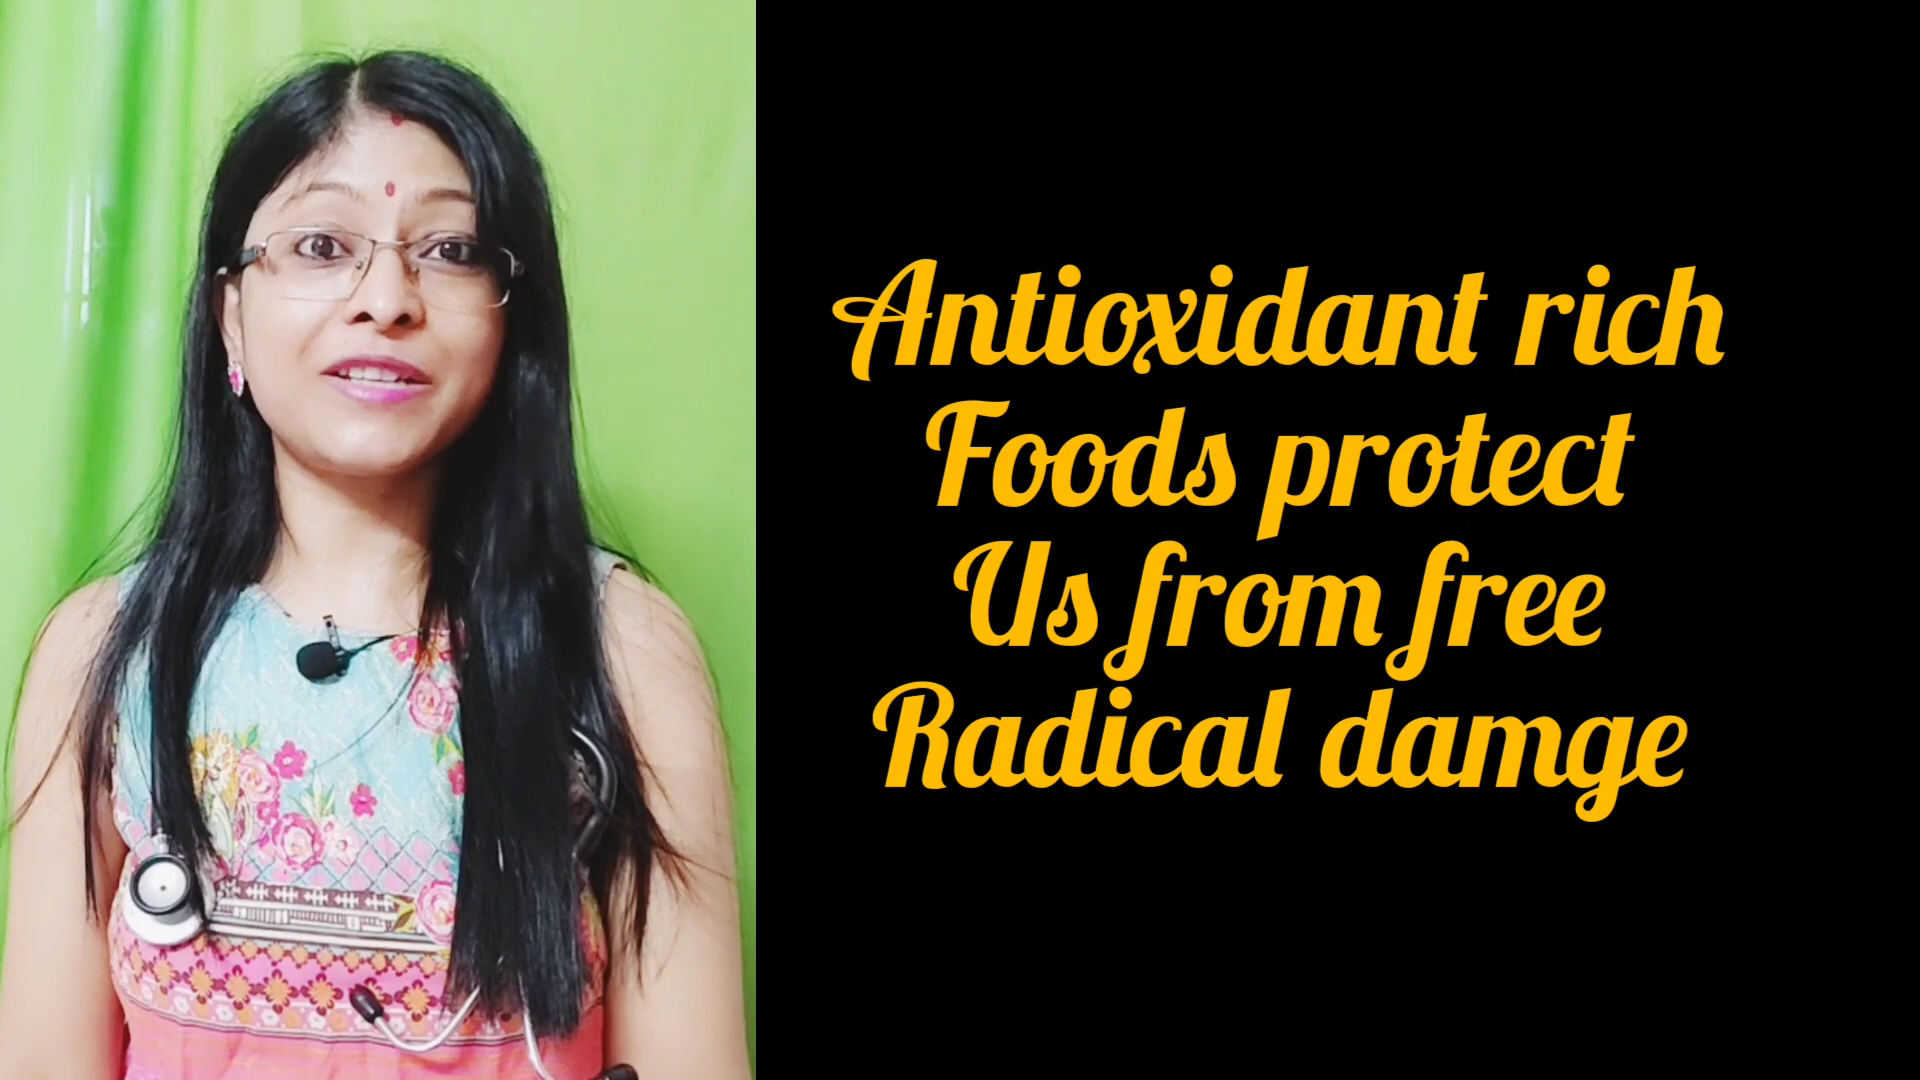 Antioxidant rich
Foods protect
Us from free
Radical damge